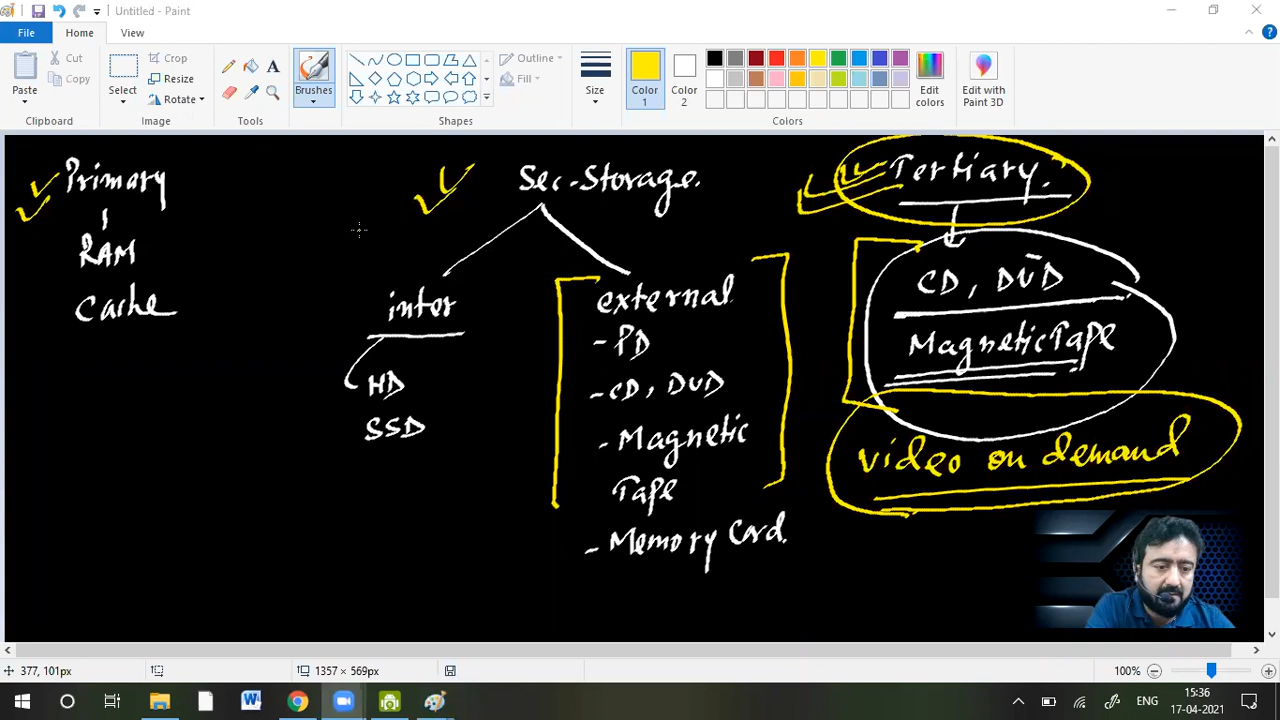 Untitled - Paint
File
Home
View
Paste
Cut
Copy
Clipboard
Select
Crop
Resize
Rotate
Image
Tools
Brushes
Shapes
Outline
Fill
Size
Color 1
Color 2
Colors
Edit colors
Edit with Paint 3D
Primary
RAM
Cache
Sec-Storage.
inter
HD
SSD
external
- PD
- CD, DVD
- Magnetic
Tape
- Memory Card.
Tertiary.
CD, DVD
Magnetic Tape
video on demand
377, 101px
1357 × 569px
100%
ENG
15:36
17-04-2021